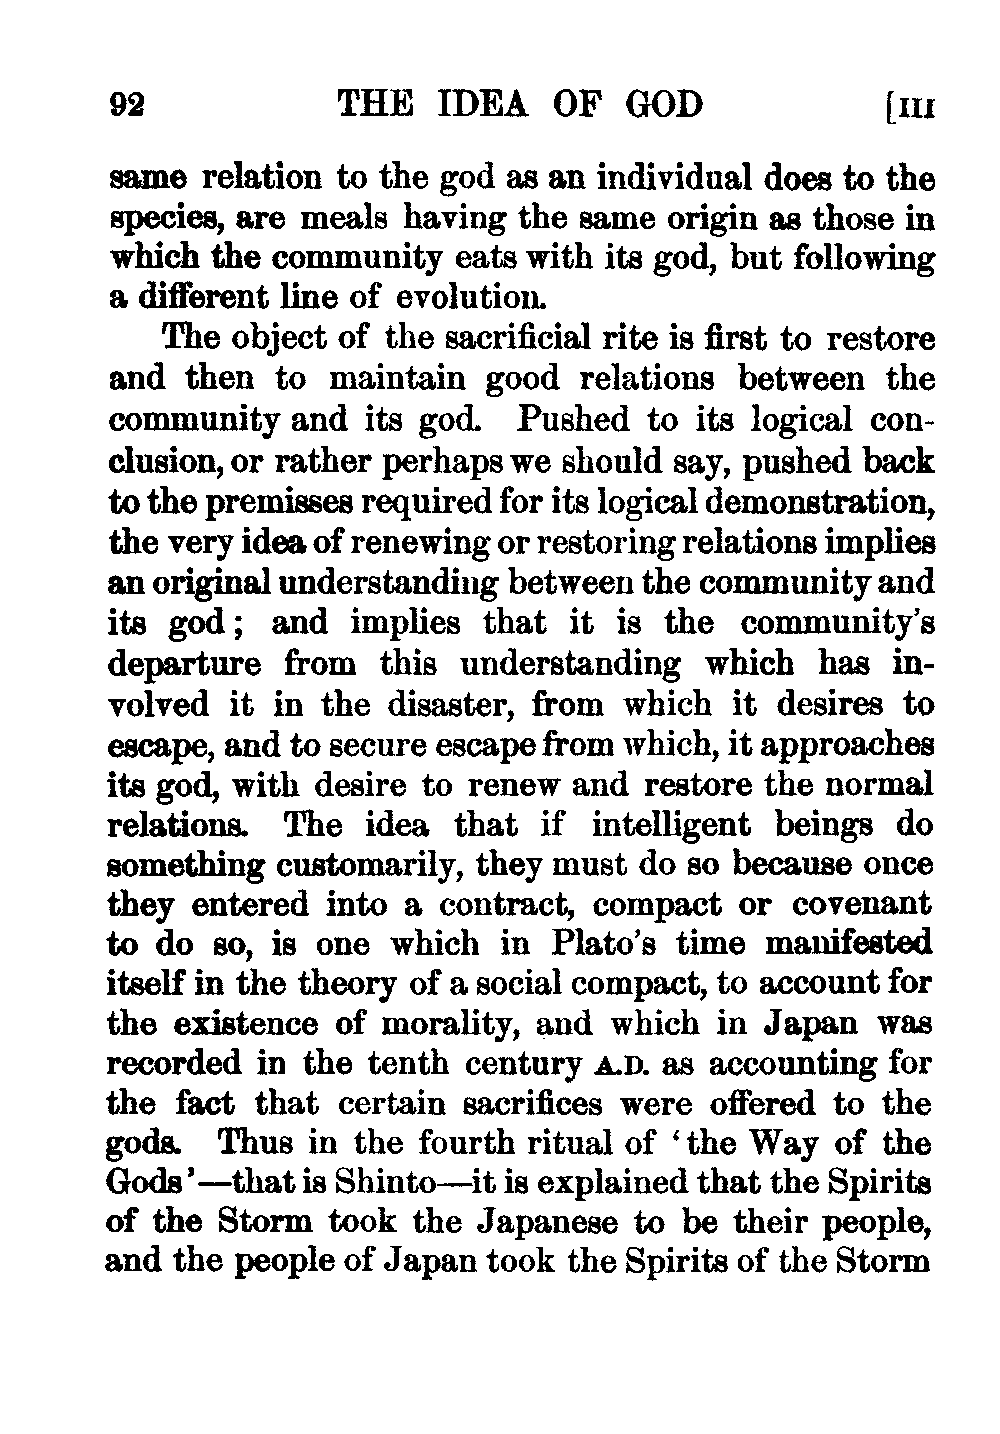 92 THE IDEA OF GOD [III
same relation to the god as an individual does to the
species, are meals having the same origin as those in
which the community eats with its god, but following
a different line of evolution.
The object of the sacrificial rite is first to restore
and then to maintain good relations between the
community and its god. Pushed to its logical con-
clusion, or rather perhaps we should say, pushed back
to the premisses required for its logical demonstration,
the very idea of renewing or restoring relations implies
an original understanding between the community and
its god; and implies that it is the community's
departure from this understanding which has in-
volved it in the disaster, from which it desires to
escape, and to secure escape from which, it approaches
its god, with desire to renew and restore the normal
relations. The idea that if intelligent beings do
something customarily, they must do so because once
they entered into a contract, compact or covenant
to do so, is one which in Plato's time manifested
itself in the theory of a social compact, to account for
the existence of morality, and which in Japan was
recorded in the tenth century A.D. as accounting for
the fact that certain sacrifices were offered to the
gods. Thus in the fourth ritual of 'the Way of the
Gods'—that is Shinto—it is explained that the Spirits
of the Storm took the Japanese to be their people,
and the people of Japan took the Spirits of the Storm